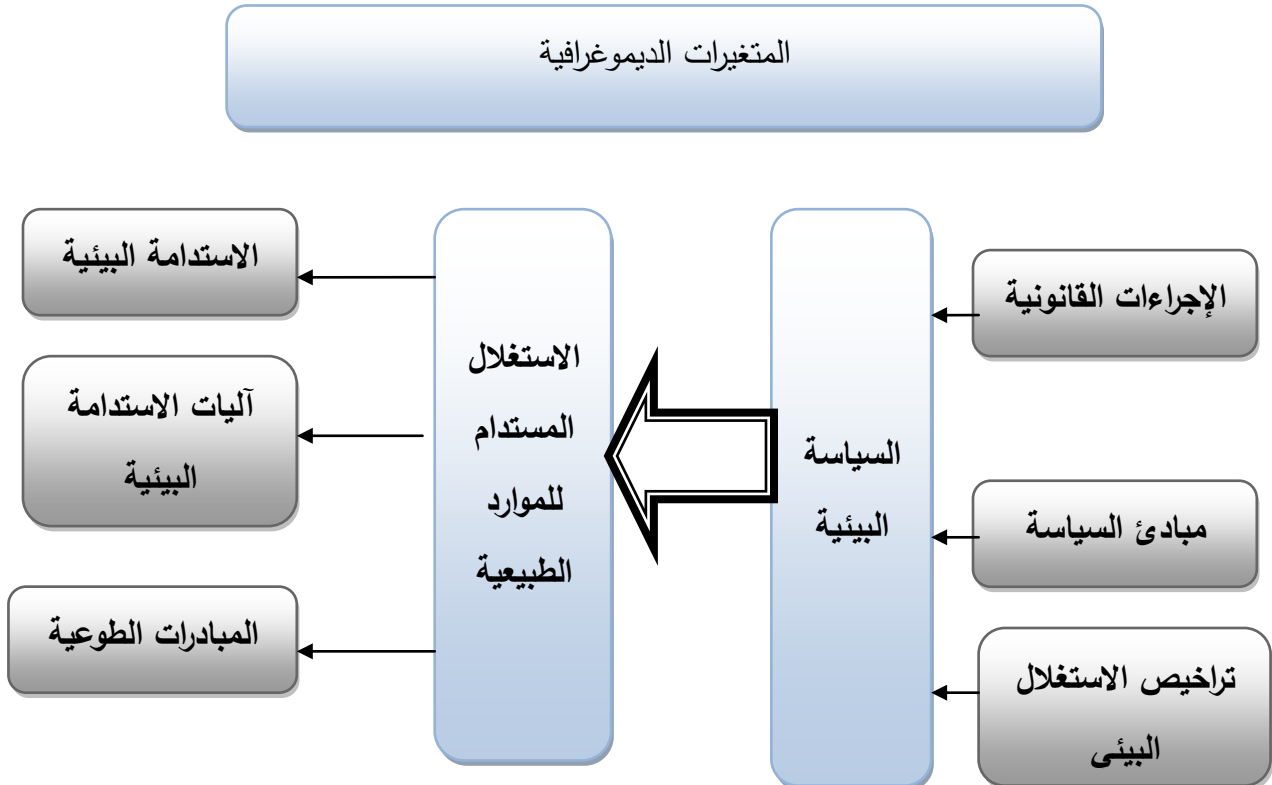 المتغيرات الديموغرافية
الإجراءات القانونية
مبادئ السياسة
تراخيص الاستغلال
البيئى
السياسة
البيئية
الاستغلال
المستدام
للموارد
الطبيعية
الاستدامة البيئية
آليات الاستدامة
البيئية
المبادرات الطوعية